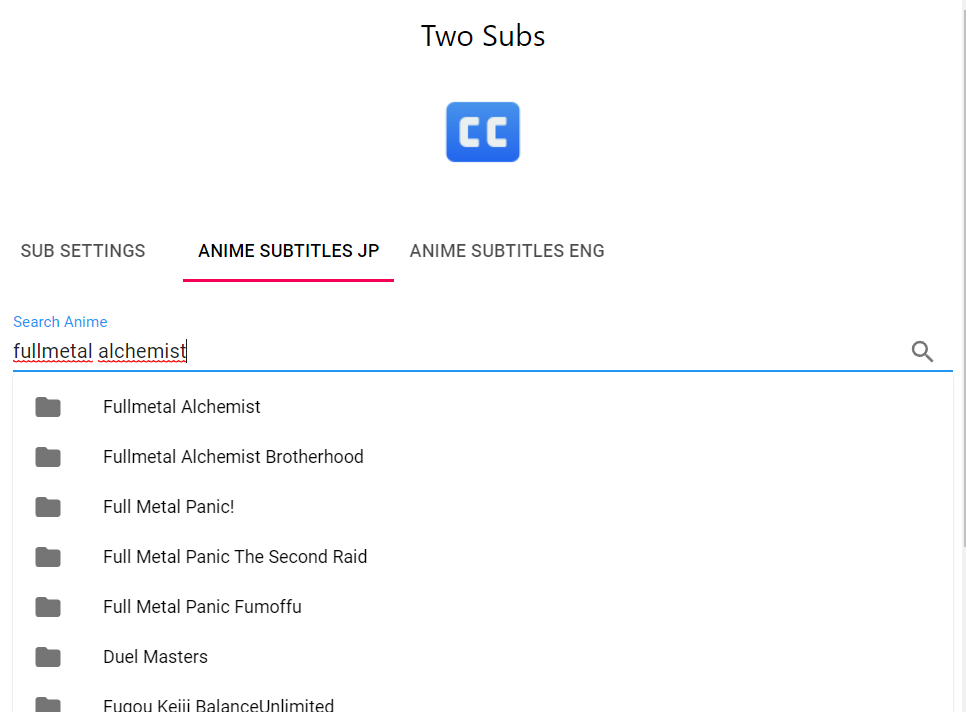 Two Subs
CC
SUB SETTINGS ANIME SUBTITLES JP ANIME SUBTITLES ENG
Search Anime
fullmetal alchemist
Fullmetal Alchemist
Fullmetal Alchemist Brotherhood
Full Metal Panic!
Full Metal Panic The Second Raid
Full Metal Panic Fumoffu
Duel Masters
Fugou Keiji BalanceUnlimited